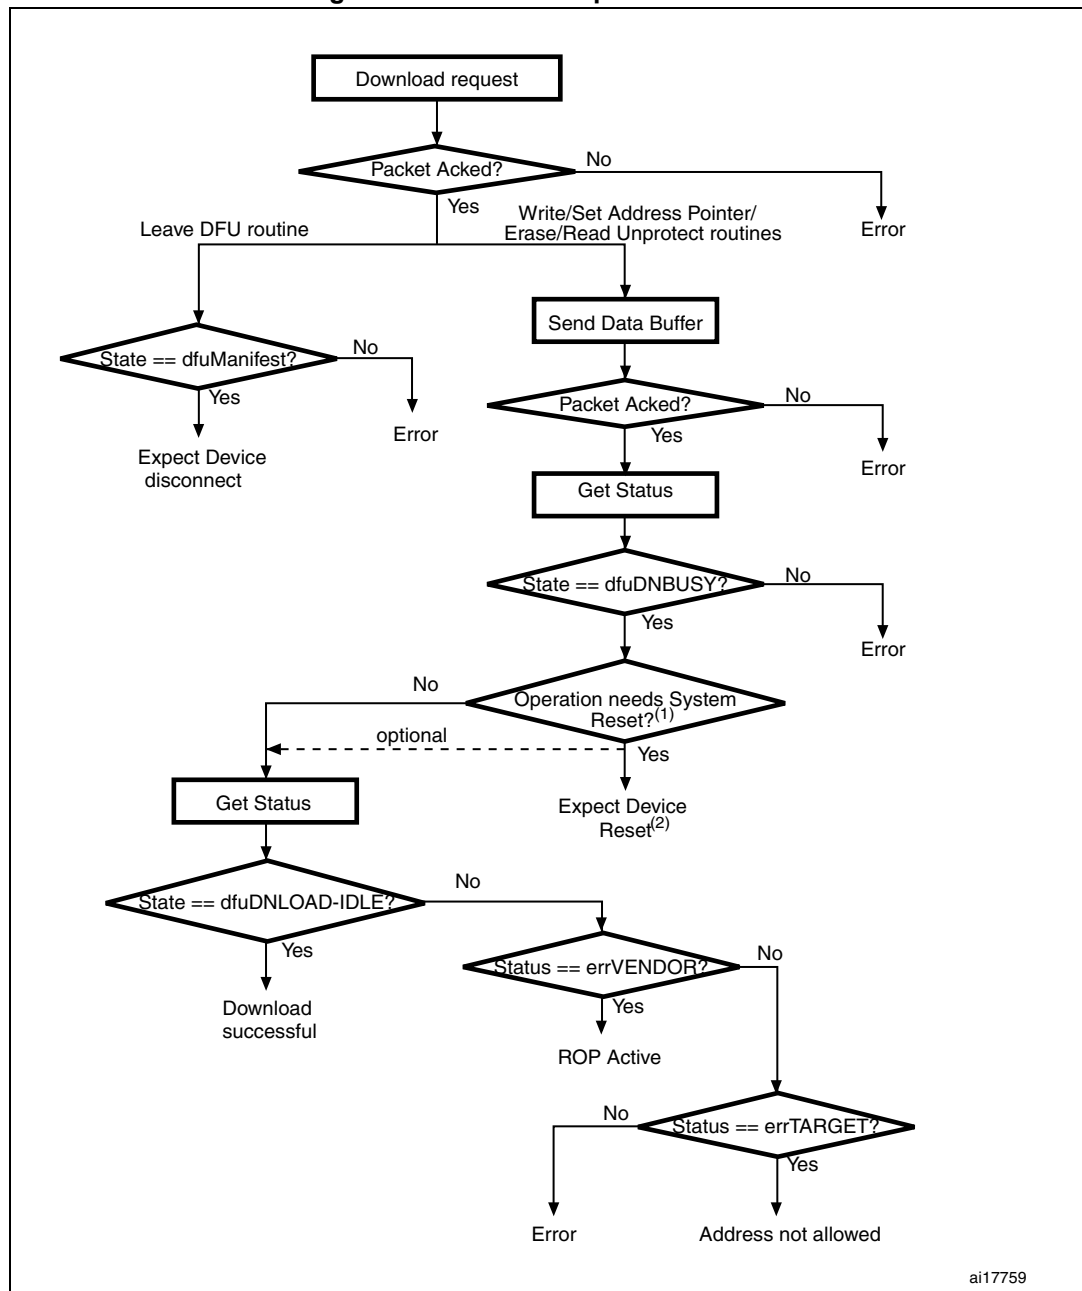 Download request
Packet Acked?
No
Yes
Error
Leave DFU routine
Write/Set Address Pointer/
Erase/Read Unprotect routines
Send Data Buffer
State == dfuManifest?
No
Yes
Error
Expect Device
disconnect
Packet Acked?
No
Yes
Error
Get Status
State == dfuDNBUSY?
No
Yes
Error
Operation needs System
Reset?(1)
No
optional
Yes
Expect Device
Reset(2)
Get Status
State == dfuDNLOAD-IDLE?
No
Yes
Download
successful
Status == errVENDOR?
No
Yes
ROP Active
Status == errTARGET?
No
Yes
Error
Address not allowed
ai17759